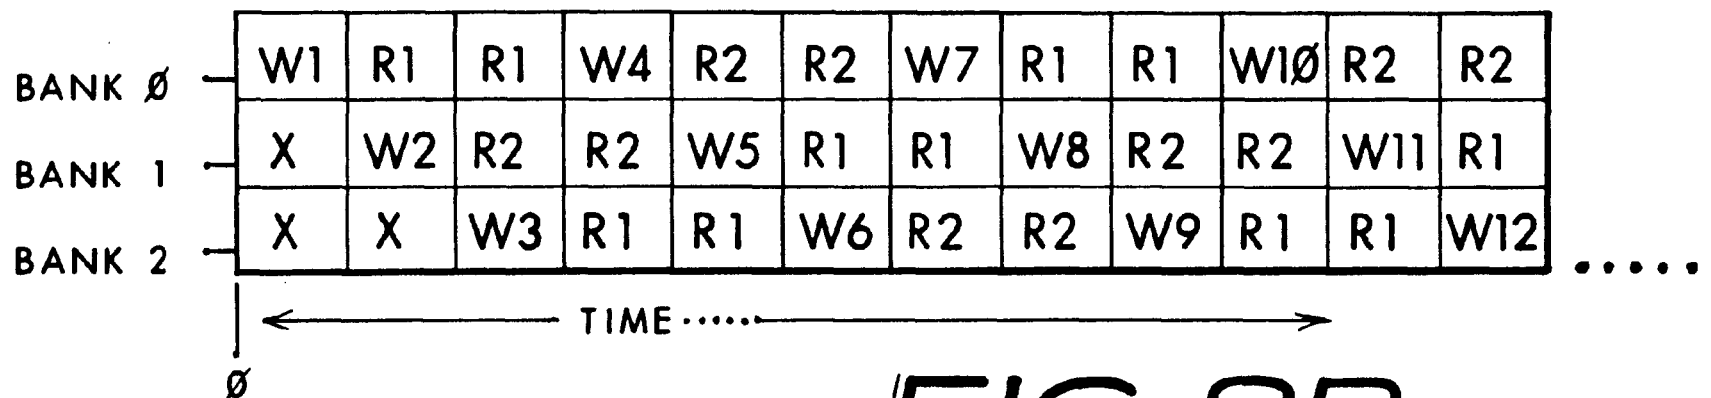 BANK Ø W1 R1 R1 W4 R2 R2 W7 R1 R1 W1Ø R2 R2
BANK 1 X W2 R2 R2 W5 R1 R1 W8 R2 R2 W11 R1
BANK 2 X X W3 R1 R1 W6 R2 R2 W9 R1 R1 W12 .....
TIME
Ø